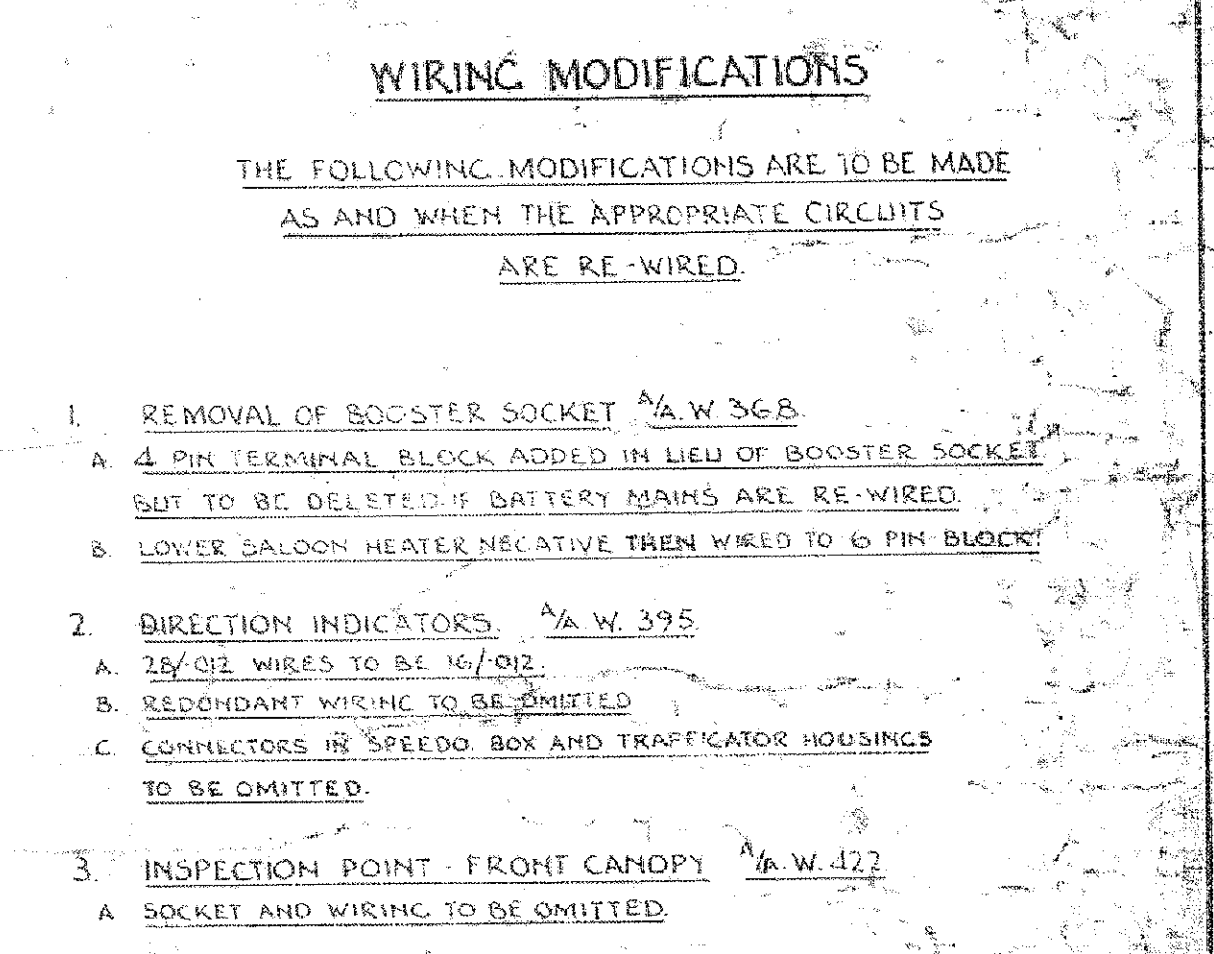 WIRING MODIFICATIONS
THE FOLLOWING MODIFICATIONS ARE TO BE MADE
AS AND WHEN THE APPROPRIATE CIRCUITS
ARE RE-WIRED.
1. REMOVAL OF BOOSTER SOCKET A/A. W. 368.
A. 4 PIN TERMINAL BLOCK ADDED IN LIEU OF BOOSTER SOCKET
BUT TO BE DELETED IF BATTERY MAINS ARE RE-WIRED.
B. LOWER SALOON HEATER NEGATIVE THEN WIRED TO 6 PIN BLOCK.
2. DIRECTION INDICATORS. A/A. W. 395.
A. 28/·012 WIRES TO BE 16/·012.
B. REDONDANT WIRING TO BE OMITTED
C. CONNECTORS IN SPEEDO. BOX AND TRAFFICATOR HOUSINGS
TO BE OMITTED.
3. INSPECTION POINT - FRONT CANOPY A/A. W. 422
A SOCKET AND WIRING TO BE OMITTED.